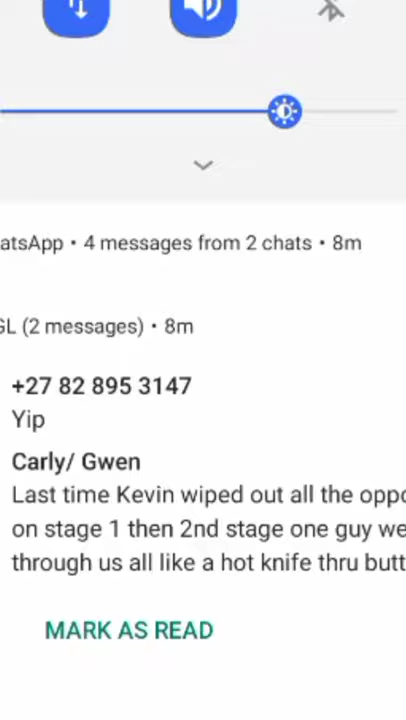 atsApp • 4 messages from 2 chats • 8m
GL (2 messages) • 8m
+27 82 895 3147
Yip
Carly/ Gwen
Last time Kevin wiped out all the oppo
on stage 1 then 2nd stage one guy we
through us all like a hot knife thru butt
MARK AS READ